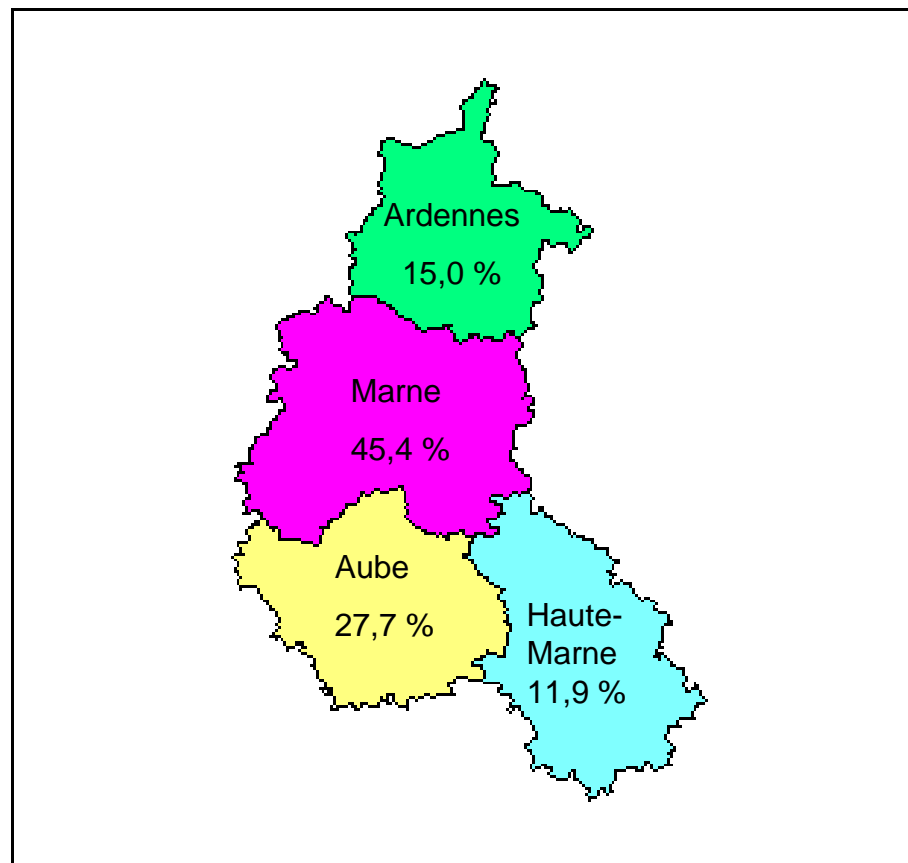 Ardennes
15,0 %
Marne
45,4 %
Aube
27,7 %
Haute-
Marne
11,9 %